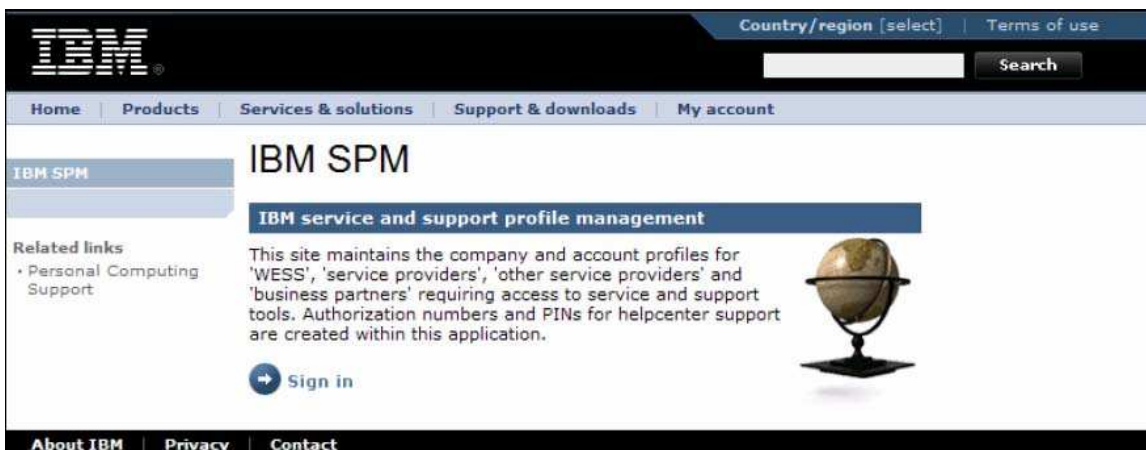 Country/region [select] | Terms of use
IBM®
Search
Home | Products | Services & solutions | Support & downloads | My account
IBM SPM
IBM SPM
IBM service and support profile management
Related links
• Personal Computing
Support
This site maintains the company and account profiles for
'WESS', 'service providers', 'other service providers' and
'business partners' requiring access to service and support
tools. Authorization numbers and PINs for helpcenter support
are created within this application.
Sign in
About IBM | Privacy | Contact